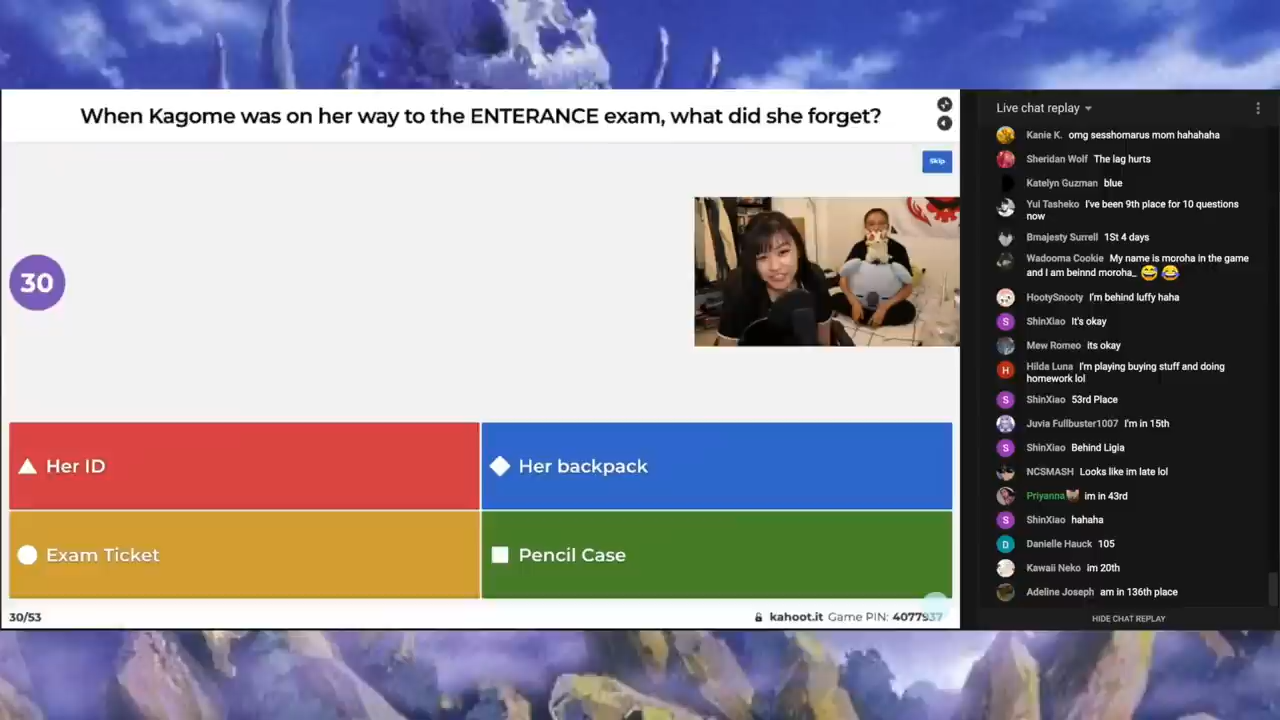 When Kagome was on her way to the ENTERANCE exam, what did she forget?
Skip
30
Her ID
Her backpack
Exam Ticket
Pencil Case
30/53
kahoot.it Game PIN: 4077937
Live chat replay
Kanie K. omg sesshomarus mom hahahaha
Sheridan Wolf The lag hurts
Katelyn Guzman blue
Yui Tasheko I've been 9th place for 10 questions
now
Bmajesty Surrell 1St 4 days
Wadooma Cookie My name is moroha in the game
and I am beinnd moroha_
HootySnooty I'm behind luffy haha
S
ShinXiao It's okay
Mew Romeo its okay
H
Hilda Luna I'm playing buying stuff and doing
homework lol
S
ShinXiao 53rd Place
Juvia Fullbuster1007 I'm in 15th
S
ShinXiao Behind Ligia
NCSMASH Looks like im late lol
Priyanna im in 43rd
S
ShinXiao hahaha
D
Danielle Hauck 105
Kawaii Neko im 20th
Adeline Joseph am in 136th place
HIDE CHAT REPLAY